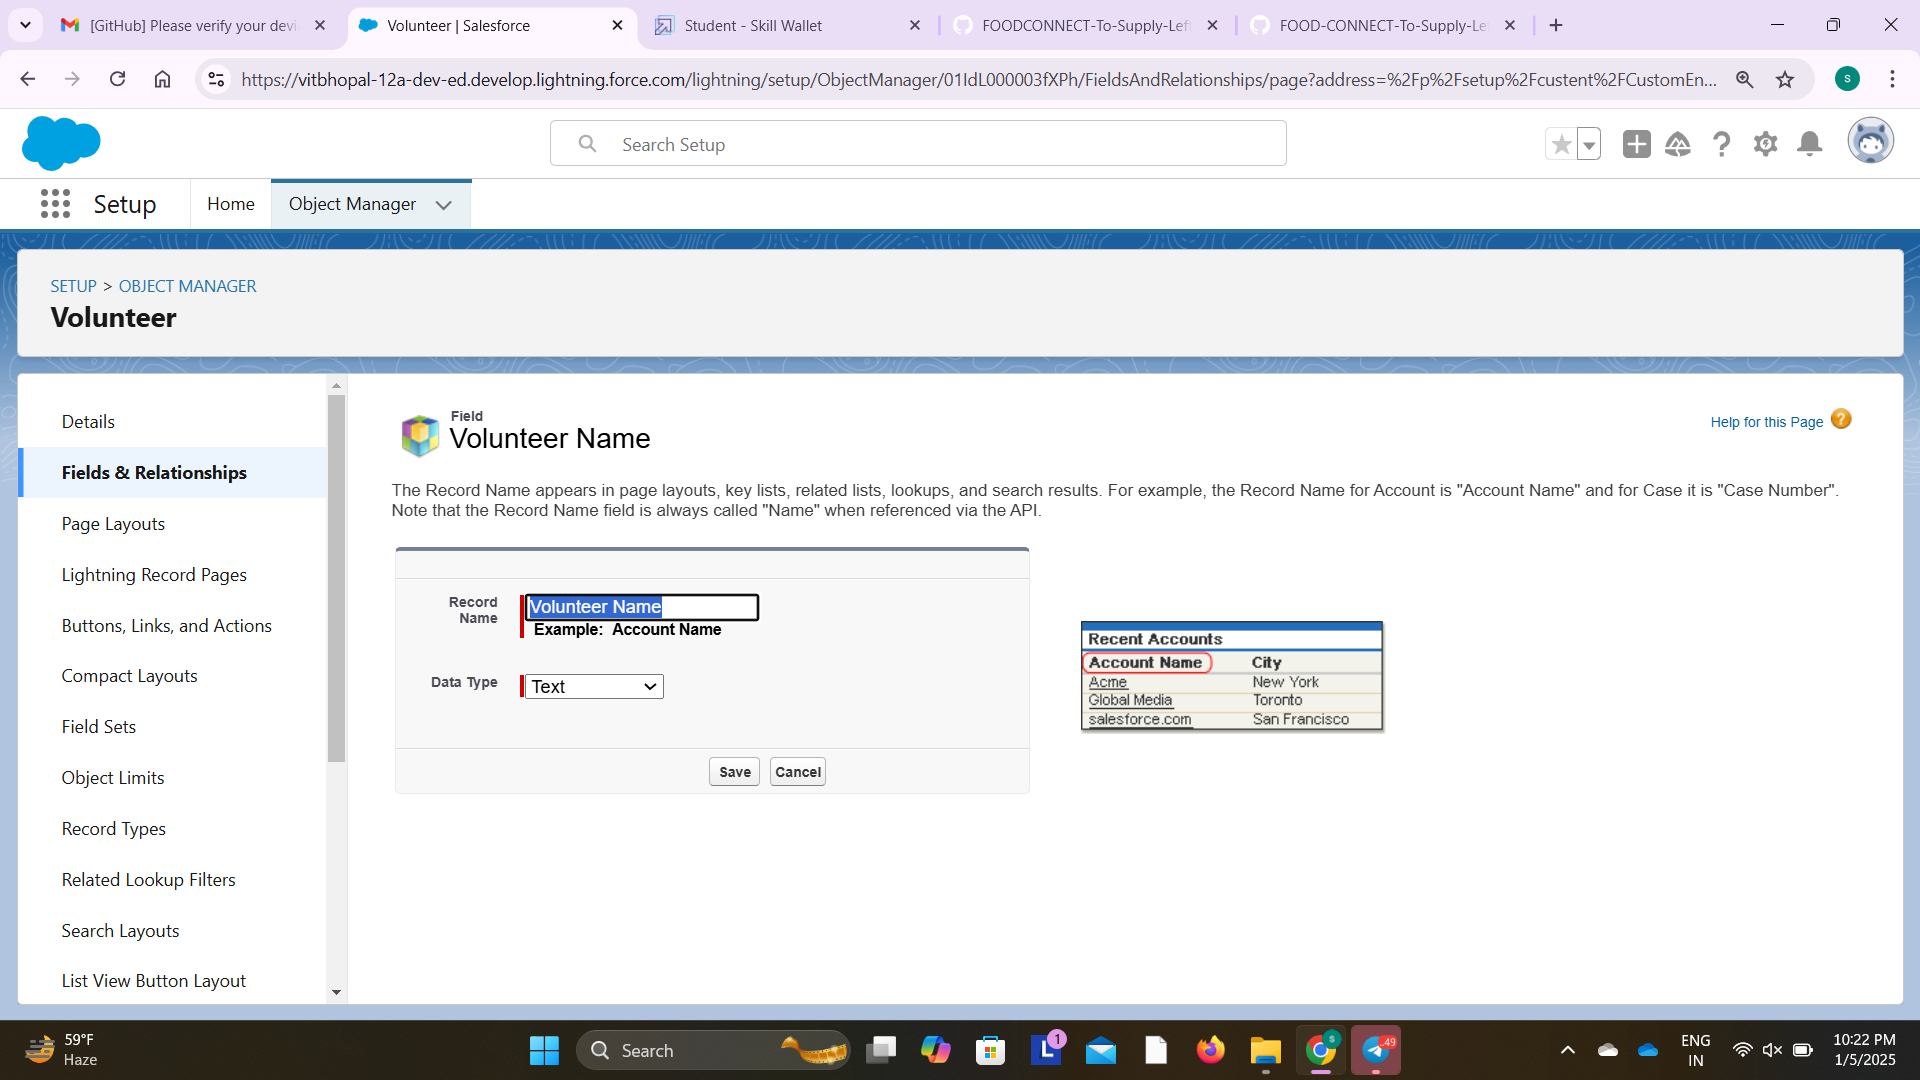 [GitHub] Please verify your devi
Volunteer | Salesforce
Student - Skill Wallet
FOODCONNECT-To-Supply-Left
FOOD-CONNECT-To-Supply-Le
https://vitbhopal-12a-dev-ed.develop.lightning.force.com/lightning/setup/ObjectManager/01IdL000003fXPh/FieldsAndRelationships/page?address=%2Fp%2Fsetup%2Fcustent%2FCustomEn...
S
Search Setup
Setup
Home
Object Manager
SETUP > OBJECT MANAGER
Volunteer
Details
Fields & Relationships
Page Layouts
Lightning Record Pages
Buttons, Links, and Actions
Compact Layouts
Field Sets
Object Limits
Record Types
Related Lookup Filters
Search Layouts
List View Button Layout
Field
Volunteer Name
Help for this Page
The Record Name appears in page layouts, key lists, related lists, lookups, and search results. For example, the Record Name for Account is "Account Name" and for Case it is "Case Number".
Note that the Record Name field is always called "Name" when referenced via the API.
Record Name
Volunteer Name
Example: Account Name
Data Type
Text
Save
Cancel
Recent Accounts
Account Name City
Acme New York
Global Media Toronto
salesforce.com San Francisco
59°F
Haze
Search
L
1
S
.49
ENG
IN
10:22 PM
1/5/2025